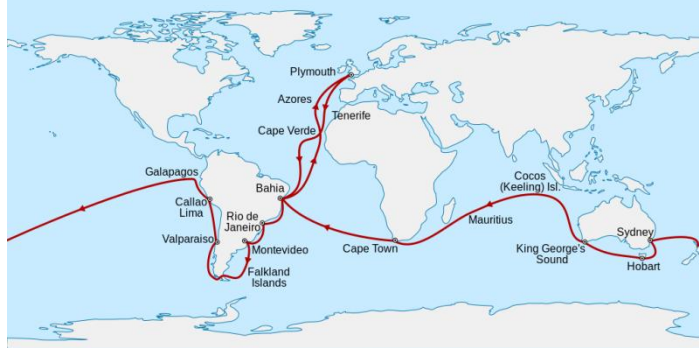 Plymouth
Azores
Tenerife
Cape Verde
Galapagos
Cocos
(Keeling) Isl.
Bahia
Callao
Lima
Mauritius
Rio de
Janeiro
Sydney
Valparaiso
Montevideo
Cape Town
King George's
Sound
Hobart
Falkland
Islands